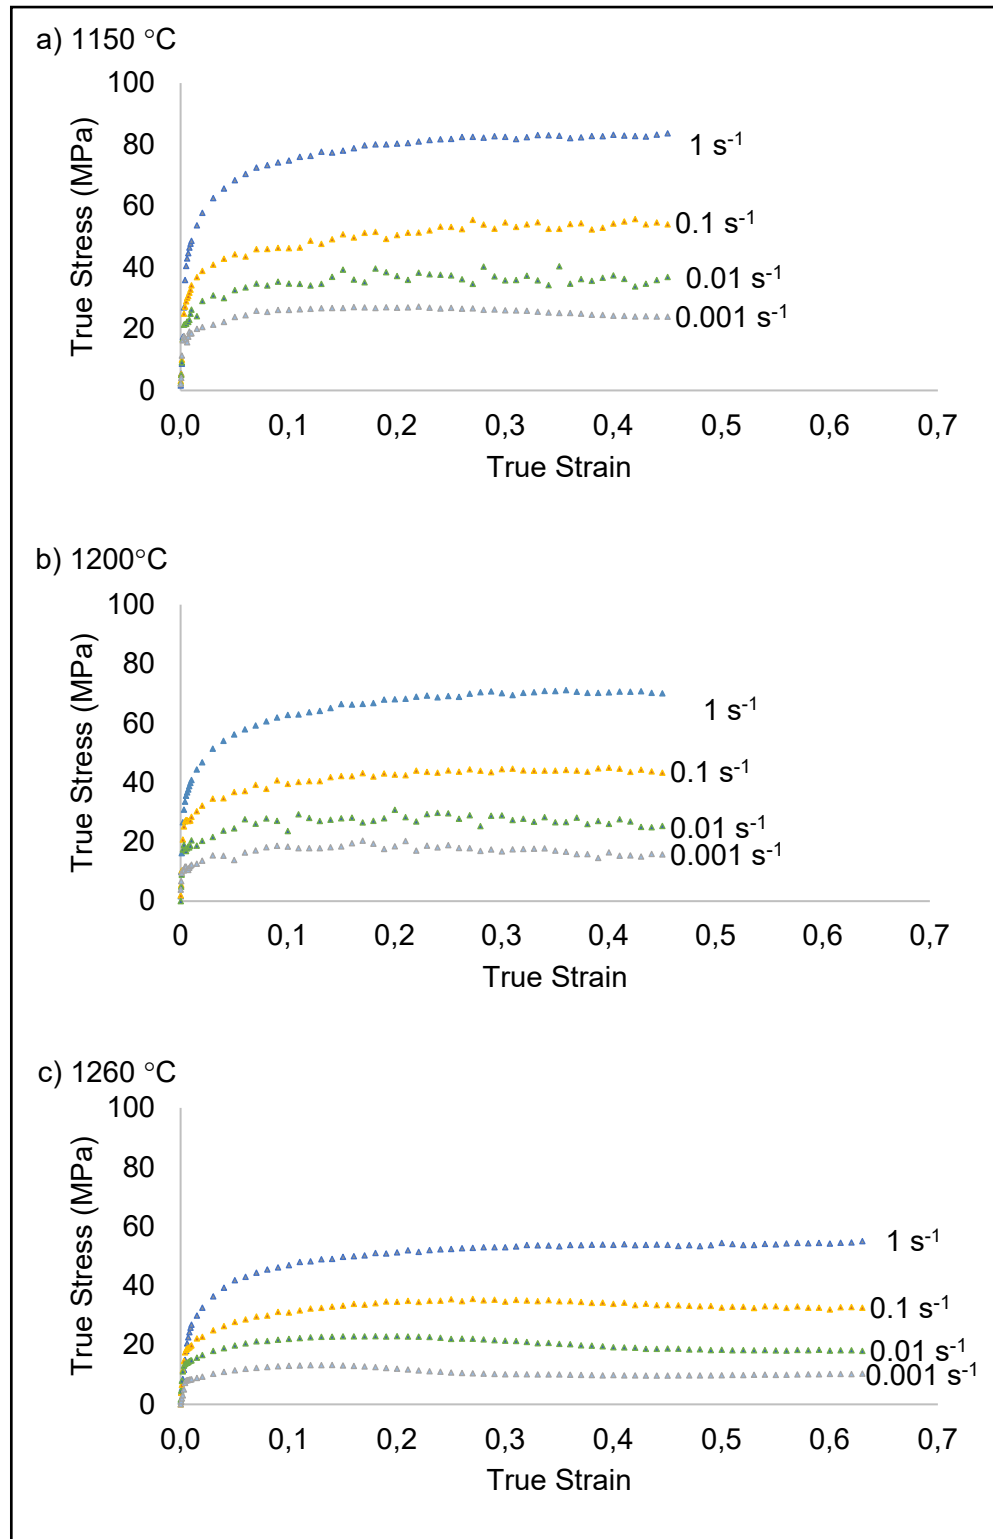 a) 1150 °C
100
80
60
40
20
0
True Stress (MPa)
1 s-1
0.1 s-1
0.01 s-1
0.001 s-1
0,0 0,1 0,2 0,3 0,4 0,5 0,6 0,7
True Strain
b) 1200°C
100
80
60
40
20
0
True Stress (MPa)
1 s-1
0.1 s-1
0.01 s-1
0.001 s-1
0 0,1 0,2 0,3 0,4 0,5 0,6 0,7
True Strain
c) 1260 °C
100
80
60
40
20
0
True Stress (MPa)
1 s-1
0.1 s-1
0.01 s-1
0.001 s-1
0,0 0,1 0,2 0,3 0,4 0,5 0,6 0,7
True Strain